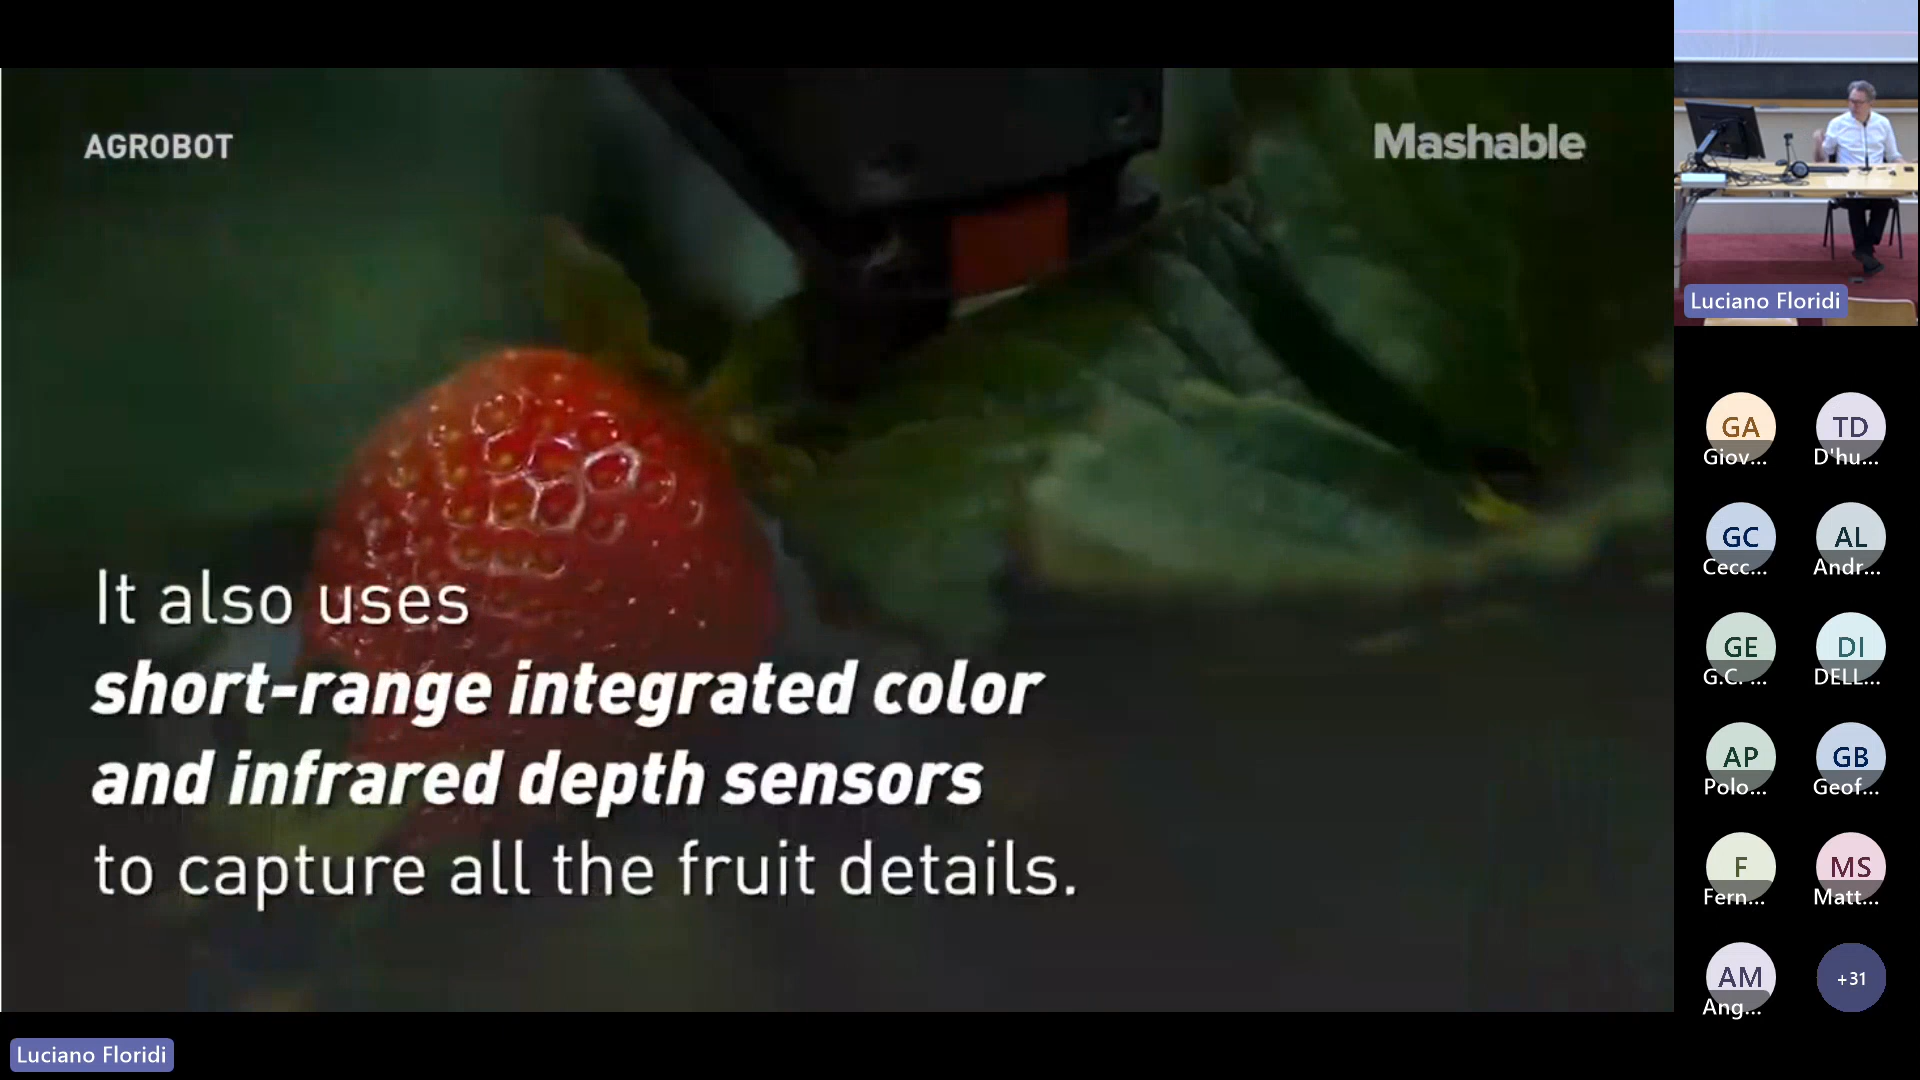 AGROBOT
Mashable
It also uses
short-range integrated color
and infrared depth sensors
to capture all the fruit details.
Luciano Floridi
Luciano Floridi
GA
TD
Giov...
D'hu...
GC
AL
Cecc...
Andr...
GE
DI
G.C. ...
DELL...
AP
GB
Polo...
Geof...
F
MS
Fern...
Matt...
AM
+31
Ang...